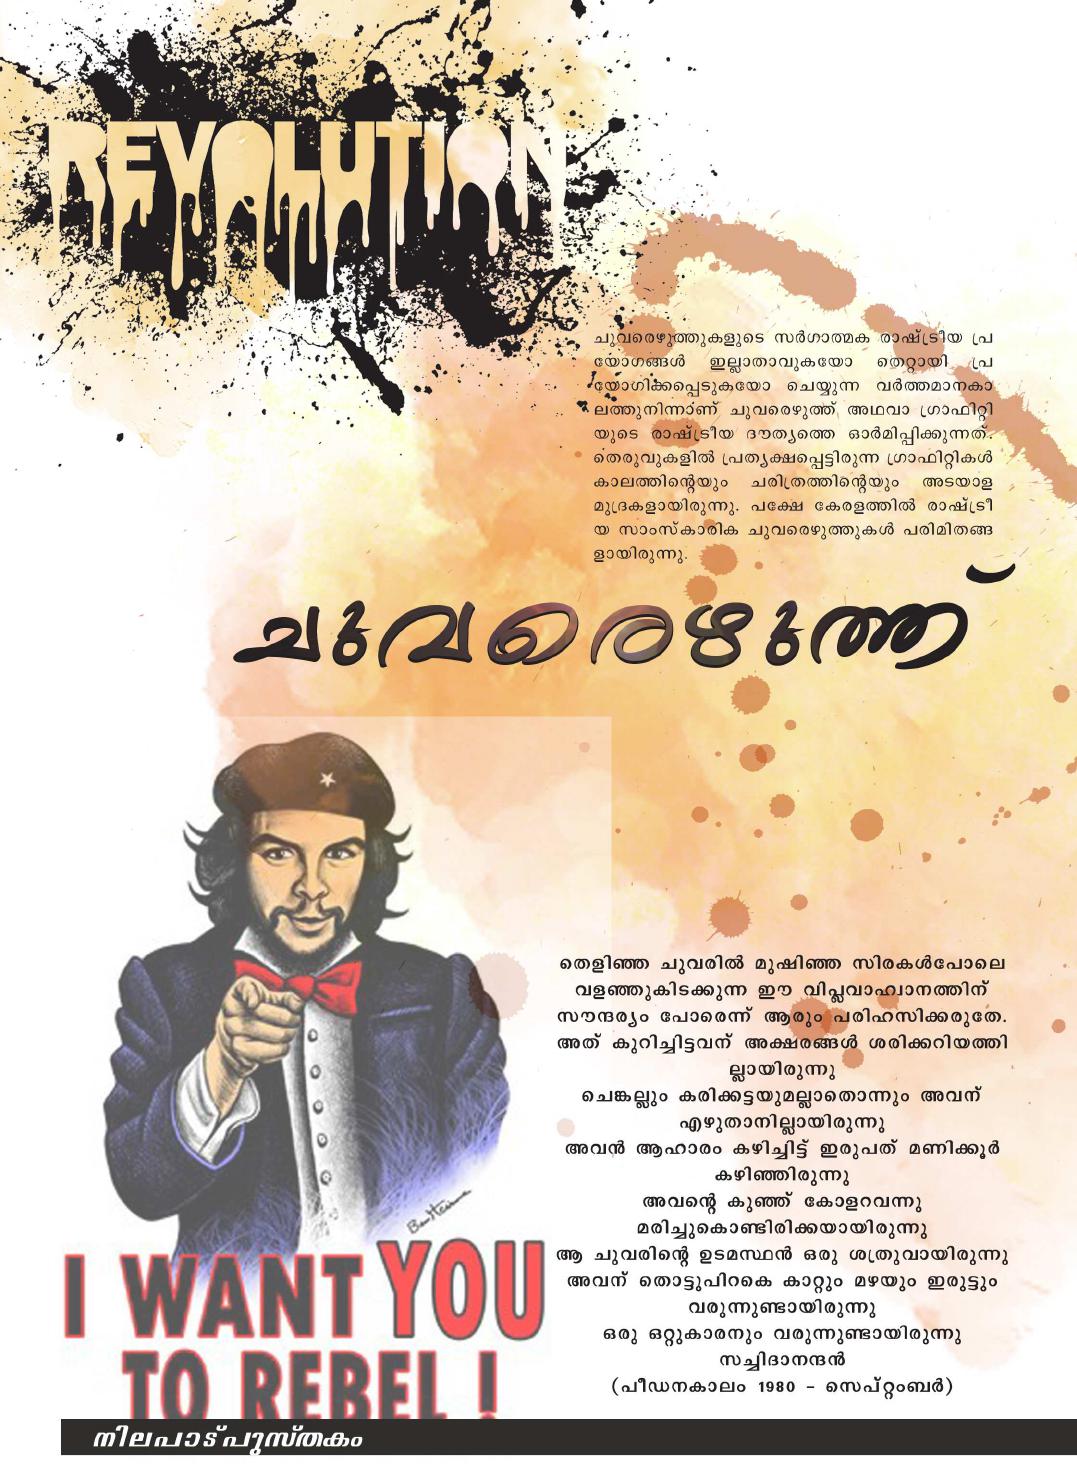 REVOLUTION
ചുവരെഴുത്തുകളുടെ സർഗാത്മക രാഷ്ട്രീയ പ്ര
യോഗങ്ങൾ ഇല്ലാതാവുകയോ തെറ്റായി പ്ര
യോഗിക്കപ്പെടുകയോ ചെയ്യുന്ന വർത്തമാനകാ
ലത്തുനിന്നാണ് ചുവരെഴുത്ത് അഥവാ ഗ്രാഫിറ്റി
യുടെ രാഷ്ട്രീയ ദൗത്യത്തെ ഓർമിപ്പിക്കുന്നത്.
തെരുവുകളിൽ പ്രത്യക്ഷപ്പെട്ടിരുന്ന ഗ്രാഫിറ്റികൾ
കാലത്തിന്റെയും ചരിത്രത്തിന്റെയും അടയാള
മുദ്രകളായിരുന്നു. പക്ഷേ കേരളത്തിൽ രാഷ്ട്രീ
യ സാംസ്കാരിക ചുവരെഴുത്തുകൾ പരിമിതങ്ങ
ളായിരുന്നു.
ചുവരെഴുത്ത്
തെളിഞ്ഞ ചുവരിൽ മുഷിഞ്ഞ സിരകൾപോലെ
വളഞ്ഞുകിടക്കുന്ന ഈ വിപ്ലവാഹ്വാനത്തിന്
സൗന്ദര്യം പോരെന്ന് ആരും പരിഹസിക്കരുതേ.
അത് കുറിച്ചിട്ടവന് അക്ഷരങ്ങൾ ശരിക്കറിയത്തി
ല്ലായിരുന്നു
ചെങ്കല്ലും കരിക്കട്ടയുമല്ലാതൊന്നും അവന്
എഴുതാനില്ലായിരുന്നു
അവൻ ആഹാരം കഴിച്ചിട്ട് ഇരുപത് മണിക്കൂർ
കഴിഞ്ഞിരുന്നു
അവന്റെ കുഞ്ഞ് കോളറവന്നു
മരിച്ചുകൊണ്ടിരിക്കയായിരുന്നു
ആ ചുവരിന്റെ ഉടമസ്ഥൻ ഒരു ശത്രുവായിരുന്നു
അവന് തൊട്ടുപിറകെ കാറ്റും മഴയും ഇരുട്ടും
വരുന്നുണ്ടായിരുന്നു
ഒരു ഒറ്റുകാരനും വരുന്നുണ്ടായിരുന്നു
സച്ചിദാനന്ദൻ
(പീഡനകാലം 1980 - സെപ്റ്റംബർ)
I WANT YOU
TO REBEL !
നിലപാട് പുസ്തകം